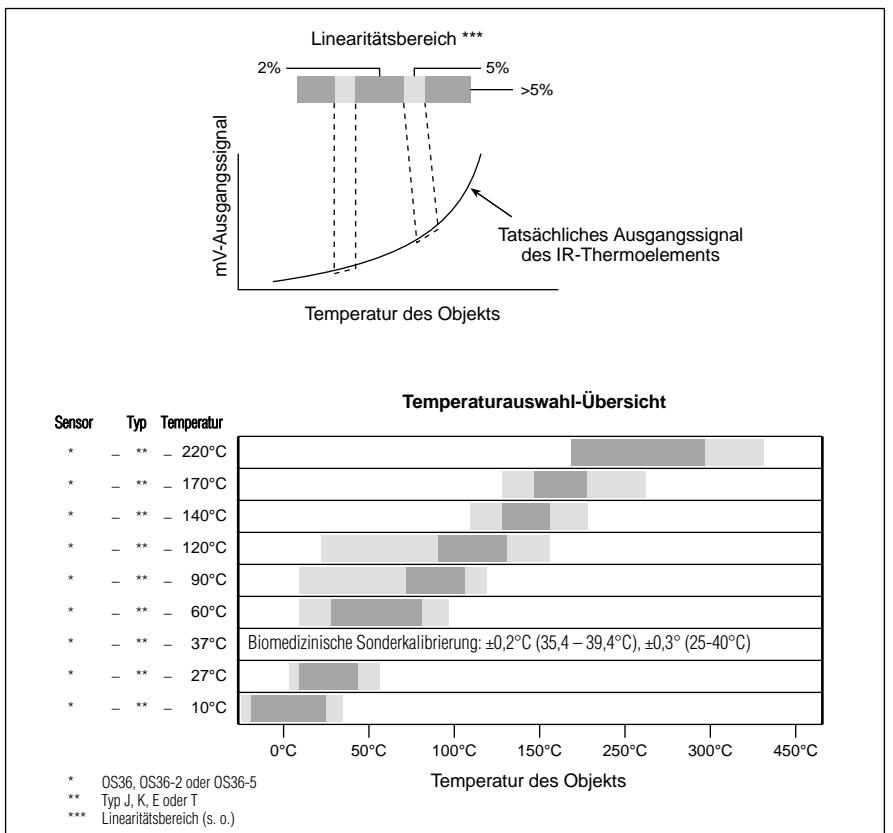 Linearitätsbereich ***
2%
5%
>5%
mV-Ausgangssignal
Tatsächliches Ausgangssignal
des IR-Thermoelements
Temperatur des Objekts
Temperaturauswahl-Übersicht
Sensor Typ Temperatur
* – ** – 220°C
* – ** – 170°C
* – ** – 140°C
* – ** – 120°C
* – ** – 90°C
* – ** – 60°C
* – ** – 37°C Biomedizinische Sonderkalibrierung: ±0,2°C (35,4 – 39,4°C), ±0,3° (25-40°C)
* – ** – 27°C
* – ** – 10°C
0°C 50°C 100°C 150°C 250°C 300°C 450°C
Temperatur des Objekts
* OS36, OS36-2 oder OS36-5
** Typ J, K, E oder T
*** Linearitätsbereich (s. o.)